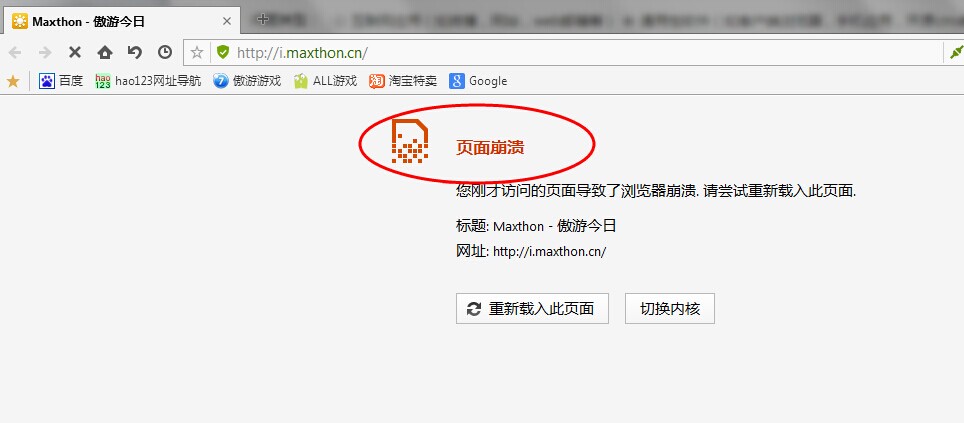 Maxthon - 傲游今日
http://i.maxthon.cn/
百度 hao123网址导航 傲游游戏 ALL游戏 淘宝特卖 Google
页面崩溃
您刚才访问的页面导致了浏览器崩溃. 请尝试重新载入此页面.
标题: Maxthon - 傲游今日
网址: http://i.maxthon.cn/
重新载入此页面 切换内核